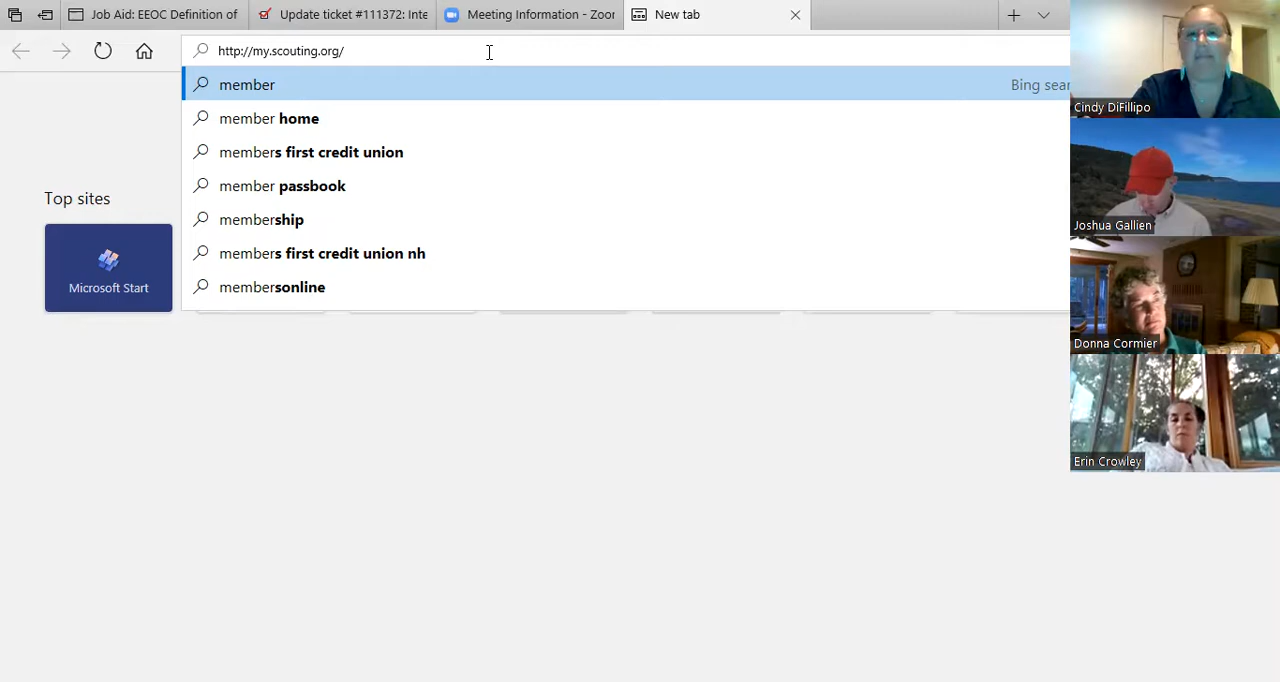 Job Aid: EEOC Definition of
Update ticket #111372: Inte
Meeting Information - Zoor
New tab
http://my.scouting.org/
member
Bing sear
member home
members first credit union
member passbook
membership
members first credit union nh
membersonline
Top sites
Microsoft Start
Cindy DiFillipo
Joshua Gallien
Donna Cormier
Erin Crowley